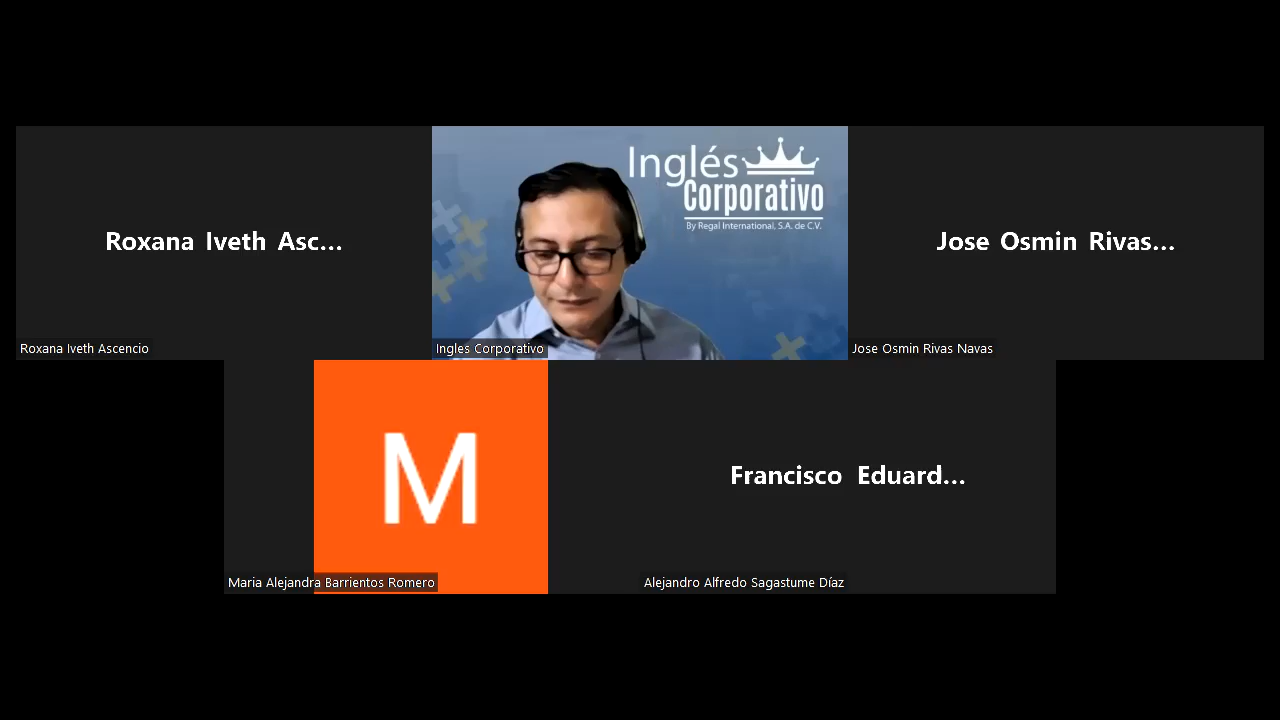 Roxana Iveth Asc...
Roxana Iveth Ascencio
Inglés
Corporativo
By Regal International, S.A. de C.V.
Ingles Corporativo
Jose Osmin Rivas...
Jose Osmin Rivas Navas
M
Maria Alejandra Barrientos Romero
Francisco Eduard...
Alejandro Alfredo Sagastume Díaz